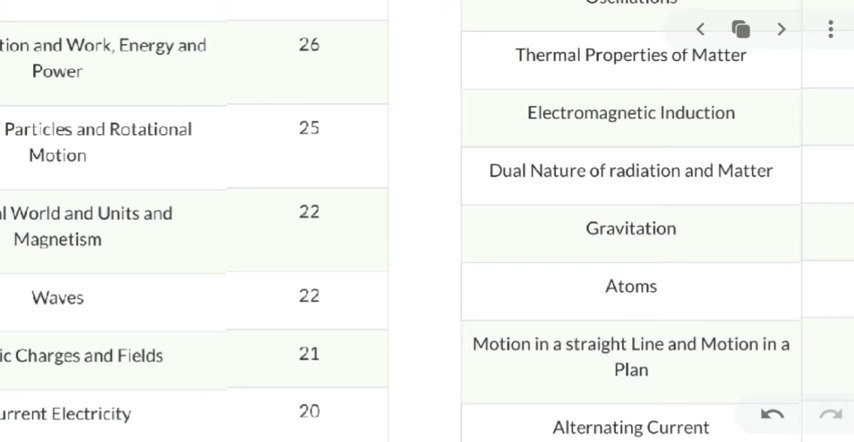 tion and Work, Energy and
Power
26
Particles and Rotational
Motion
25
l World and Units and
Magnetism
22
Waves
22
ic Charges and Fields
21
urrent Electricity
20
Oscillations
Thermal Properties of Matter
Electromagnetic Induction
Dual Nature of radiation and Matter
Gravitation
Atoms
Motion in a straight Line and Motion in a
Plan
Alternating Current